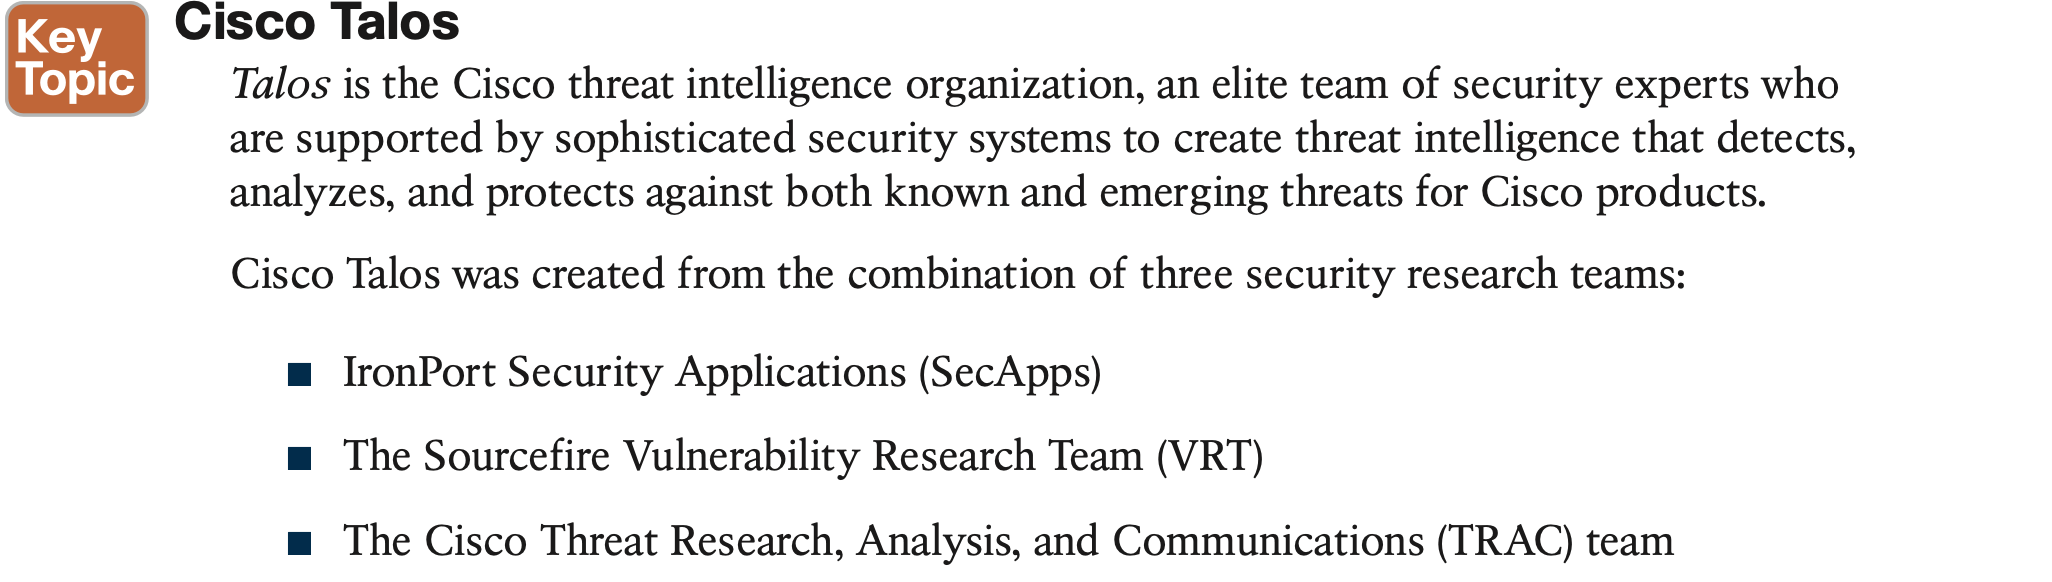 Key
Topic
Cisco Talos
Talos is the Cisco threat intelligence organization, an elite team of security experts who
are supported by sophisticated security systems to create threat intelligence that detects,
analyzes, and protects against both known and emerging threats for Cisco products.
Cisco Talos was created from the combination of three security research teams:
■ IronPort Security Applications (SecApps)
■ The Sourcefire Vulnerability Research Team (VRT)
■ The Cisco Threat Research, Analysis, and Communications (TRAC) team